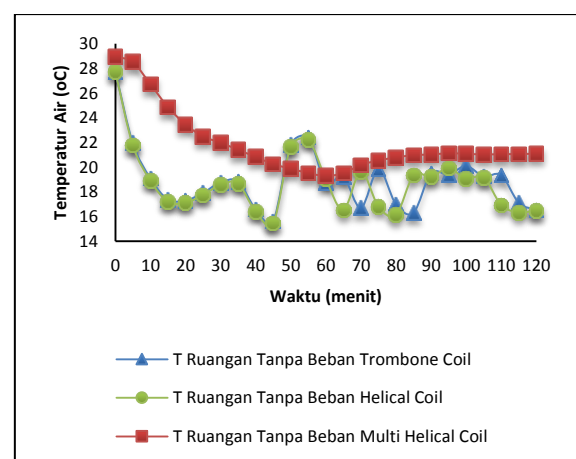 30
28
26
24
22
20
18
16
14
Temperatur Air (oC)
0 10 20 30 40 50 60 70 80 90 100 110 120
Waktu (menit)
T Ruangan Tanpa Beban Trombone Coil
T Ruangan Tanpa Beban Helical Coil
T Ruangan Tanpa Beban Multi Helical Coil